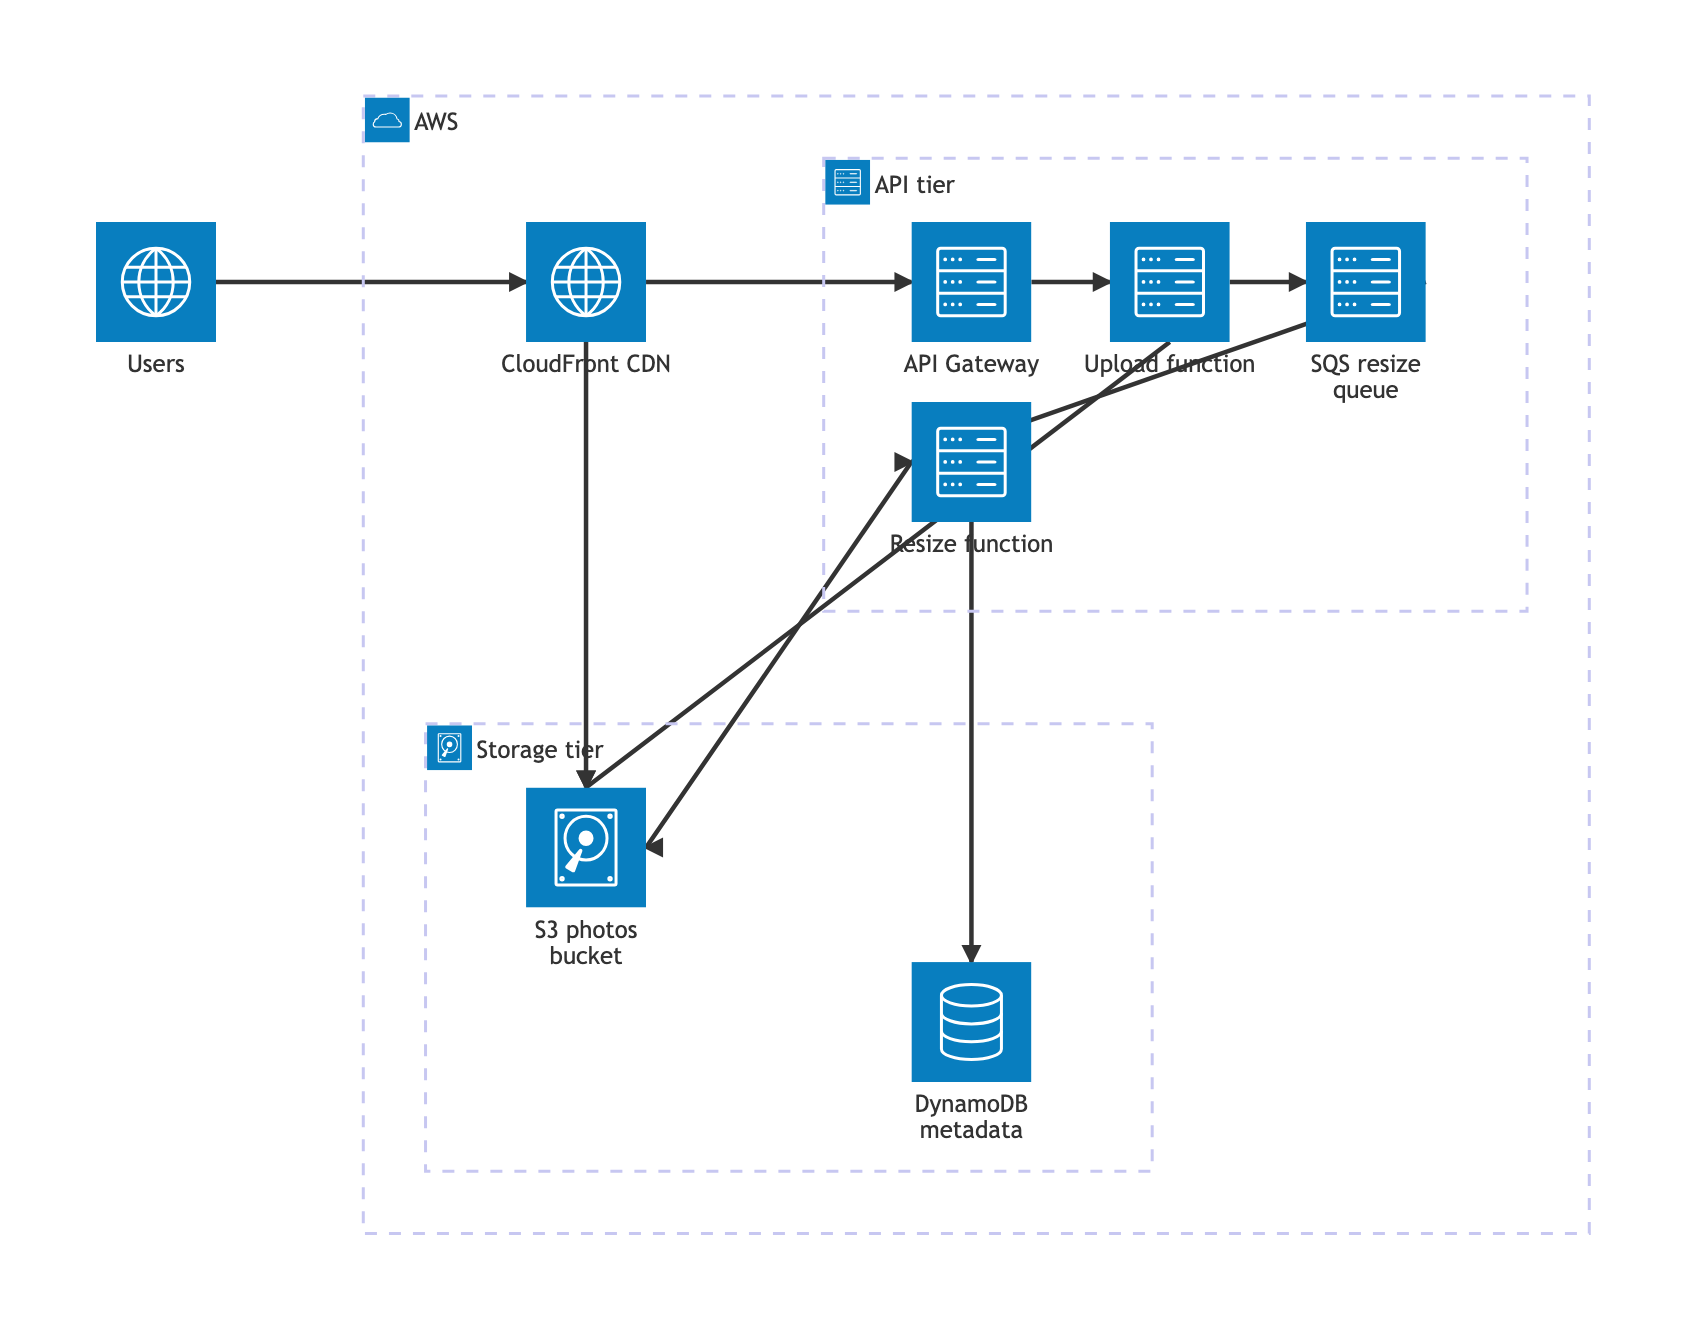 AWS
API tier
Users
CloudFront CDN
API Gateway
Upload function
SQS resize
queue
Resize function
Storage tier
S3 photos
bucket
DynamoDB
metadata